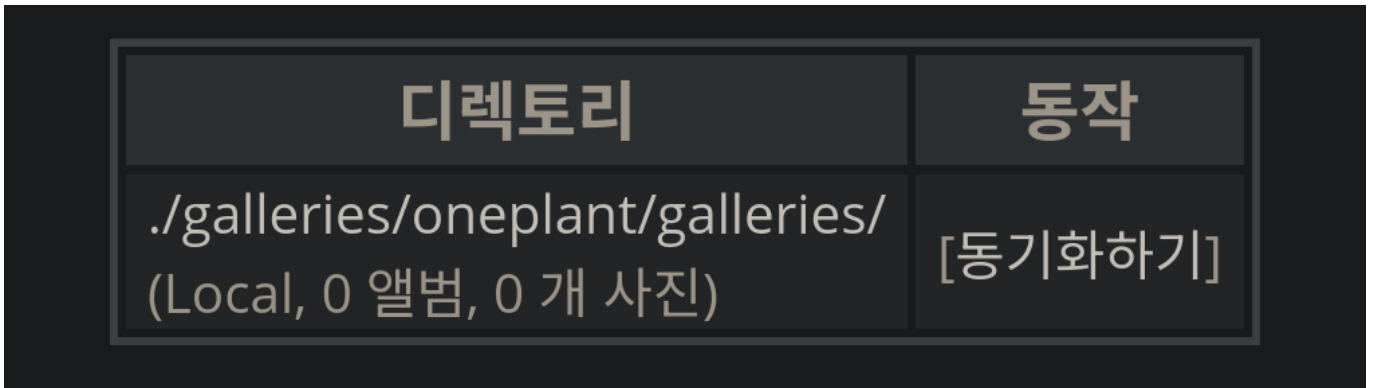 디렉토리
동작
./galleries/oneplant/galleries/
(Local, 0 앨범, 0 개 사진)
[동기화하기]